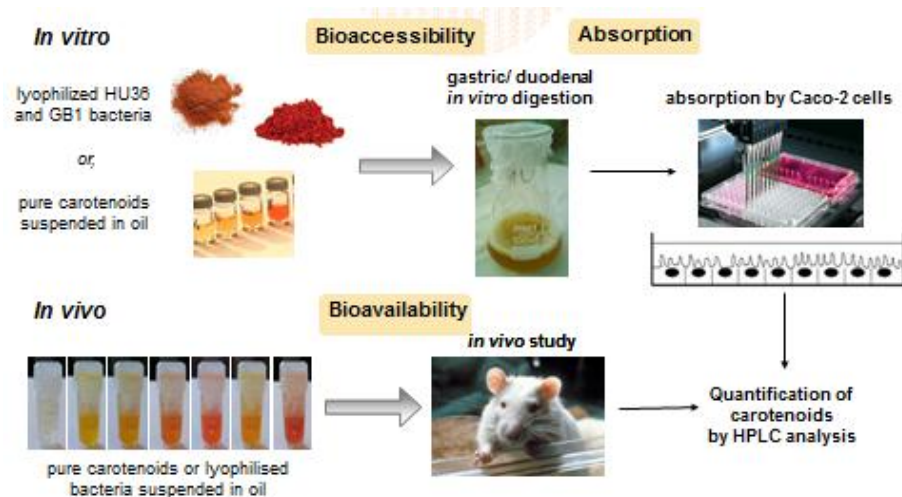 In vitro
Bioaccessibility
Absorption
lyophilized HU36
and GB1 bacteria
or,
pure carotenoids
suspended in oil
gastric/ duodenal
in vitro digestion
absorption by Caco-2 cells
In vivo
Bioavailability
in vivo study
pure carotenoids or lyophilised
bacteria suspended in oil
Quantification of
carotenoids
by HPLC analysis